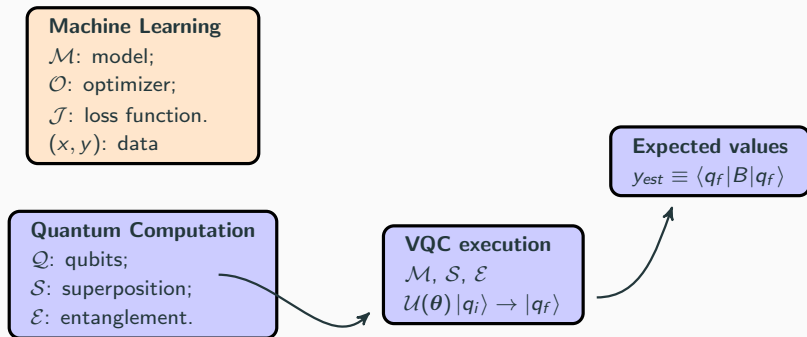 Machine Learning
ℳ: model;
𝒪: optimizer;
𝒥: loss function.
(x, y): data
Expected values
y_est ≡ ⟨q_f|B|q_f⟩
Quantum Computation
𝒬: qubits;
𝒮: superposition;
ℰ: entanglement.
VQC execution
ℳ, 𝒮, ℰ
𝒰(θ)|q_i⟩ → |q_f⟩